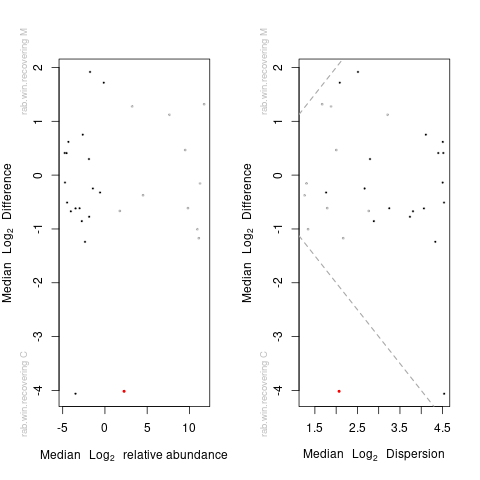 rab.win.recovering M
rab.win.recovering C
Median Log2 Difference
2
1
0
-1
-2
-3
-4
-5
0
5
10
Median Log2 relative abundance
rab.win.recovering M
rab.win.recovering C
Median Log2 Difference
2
1
0
-1
-2
-3
-4
1.5
2.5
3.5
4.5
Median Log2 Dispersion